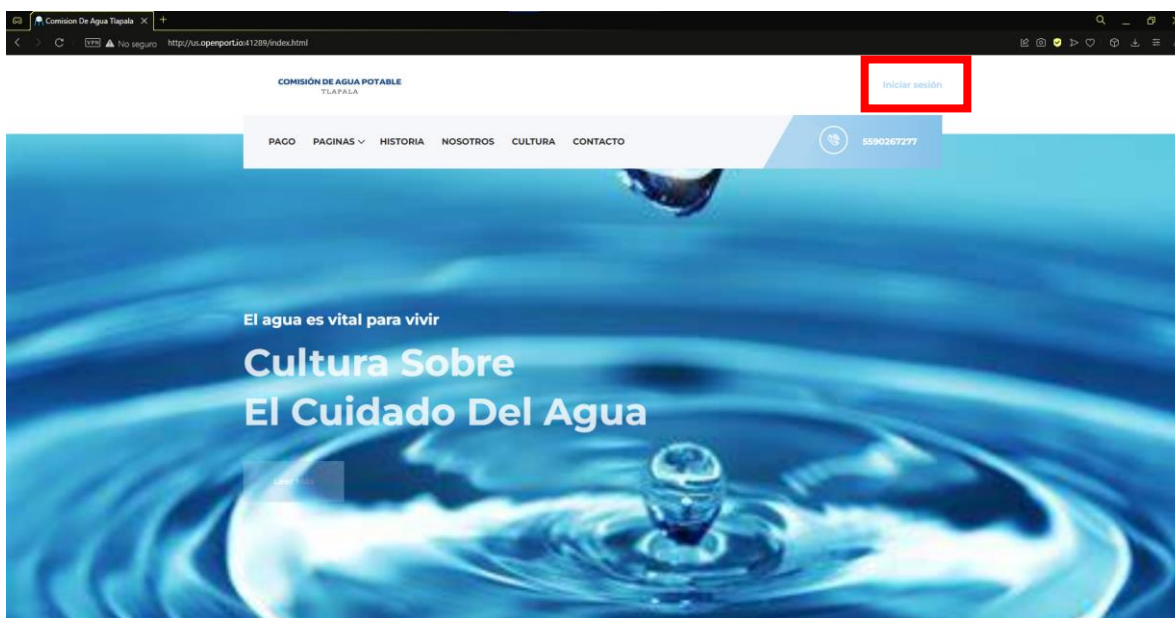 Comision De Agua Tlapala
VPN No seguro http://us.openport.io:41289/index.html
COMISIÓN DE AGUA POTABLE
TLAPALA
Iniciar sesión
PAGO PAGINAS HISTORIA NOSOTROS CULTURA CONTACTO
5590267277
El agua es vital para vivir
Cultura Sobre
El Cuidado Del Agua